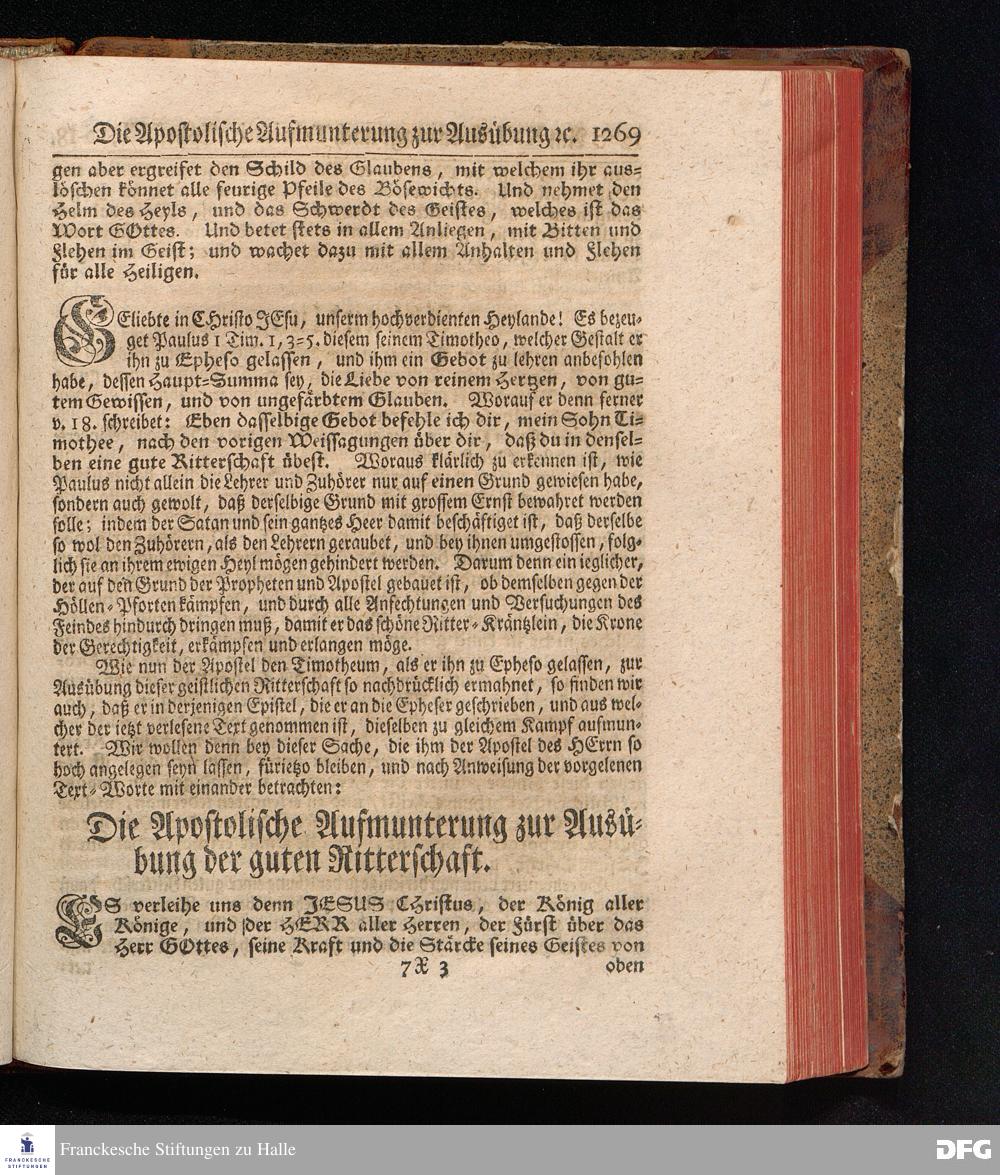 Die Apostolische Aufmunterung zur Ausübung ꝛc. 1269
gen aber ergreifet den Schild des Glaubens, mit welchem ihr aus-
löschen könnet alle feurige Pfeile des Bösewichts. Und nehmet den
Helm des Heyls, und das Schwerdt des Geistes, welches ist das
Wort GOttes. Und betet stets in allem Anliegen, mit Bitten und
Flehen im Geist; und wachet dazu mit allem Anhalten und Flehen
für alle Heiligen.
GEliebte in CHristo JEsu, unserm hochverdienten Heylande! Es bezeu-
get Paulus 1 Tim. 1, 3-5. diesem seinem Timotheo, welcher Gestalt er
ihn zu Epheso gelassen, und ihm ein Gebot zu lehren anbefohlen
habe, dessen Haupt-Summa sey, die Liebe von reinem Hertzen, von gu-
tem Gewissen, und von ungefärbtem Glauben. Worauf er denn ferner
v. 18. schreibet: Eben dasselbige Gebot befehle ich dir, mein Sohn Ti-
mothee, nach den vorigen Weissagungen über dir, daß du in densel-
ben eine gute Ritterschaft übest. Woraus klärlich zu erkennen ist, wie
Paulus nicht allein die Lehrer und Zuhörer nur auf einen Grund gewiesen habe,
sondern auch gewolt, daß derselbige Grund mit grossem Ernst bewahret werden
solle; indem der Satan und sein gantzes Heer damit beschäftiget ist, daß derselbe
so wol den Zuhörern, als den Lehrern geraubet, und bey ihnen umgestossen, folg-
lich sie an ihrem ewigen Heyl mögen gehindert werden. Darum denn ein ieglicher,
der auf den Grund der Propheten und Apostel gebauet ist, ob demselben gegen der
Höllen-Pforten kämpfen, und durch alle Anfechtungen und Versuchungen des
Feindes hindurch dringen muß, damit er das schöne Ritter-Kräntzlein, die Krone
der Gerechtigkeit, erkämpfen und erlangen möge.
Wie nun der Apostel den Timotheum, als er ihn zu Epheso gelassen, zur
Ausübung dieser geistlichen Ritterschaft so nachdrücklich ermahnet, so finden wir
auch, daß er in derjenigen Epistel, die er an die Epheser geschrieben, und aus wel-
cher der ietzt verlesene Text genommen ist, dieselben zu gleichem Kampf aufmun-
tert. Wir wollen denn bey dieser Sache, die ihm der Apostel des HErrn so
hoch angelegen seyn lassen, fürietzo bleiben, und nach Anweisung der vorgelenen
Text-Worte mit einander betrachten:
Die Apostolische Aufmunterung zur Ausü-
bung der guten Ritterschaft.
ES verleihe uns denn JESUS CHristus, der König aller
Könige, und der HERR aller Herren, der Fürst über das
Heer GOttes, seine Kraft und die Stärcke seines Geistes von
7X 3 oben
FRANCKESCHE
STIFTUNGEN
Franckesche Stiftungen zu Halle
DFG